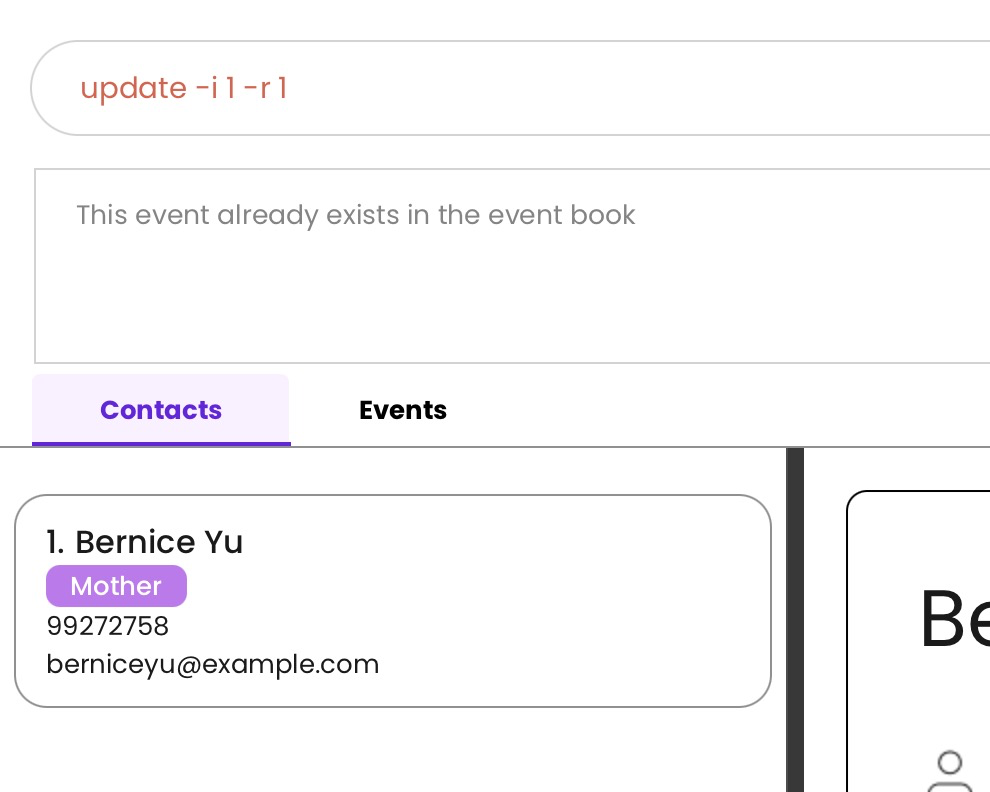 update -i 1 -r 1
This event already exists in the event book
Contacts Events
1. Bernice Yu
Mother
99272758
berniceyu@example.com
Be